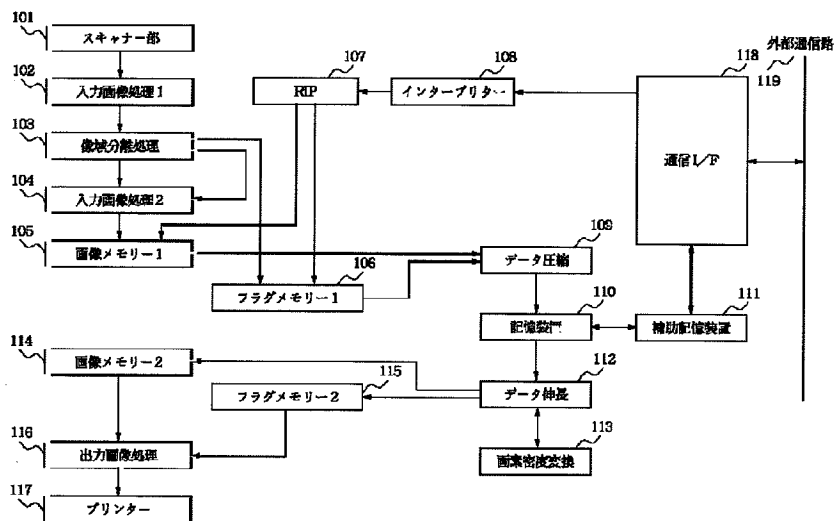 101
スキャナー部
102
入力画像処理1
103
像域分離処理
104
入力画像処理2
105
画像メモリー1
106
フラグメモリー1
107
RIP
108
インタープリター
118
通信I/F
外部通信路
119
109
データ圧縮
110
記憶装置
111
補助記憶装置
112
データ伸長
113
画素密度変換
114
画像メモリー2
115
フラグメモリー2
116
出力画像処理
117
プリンター